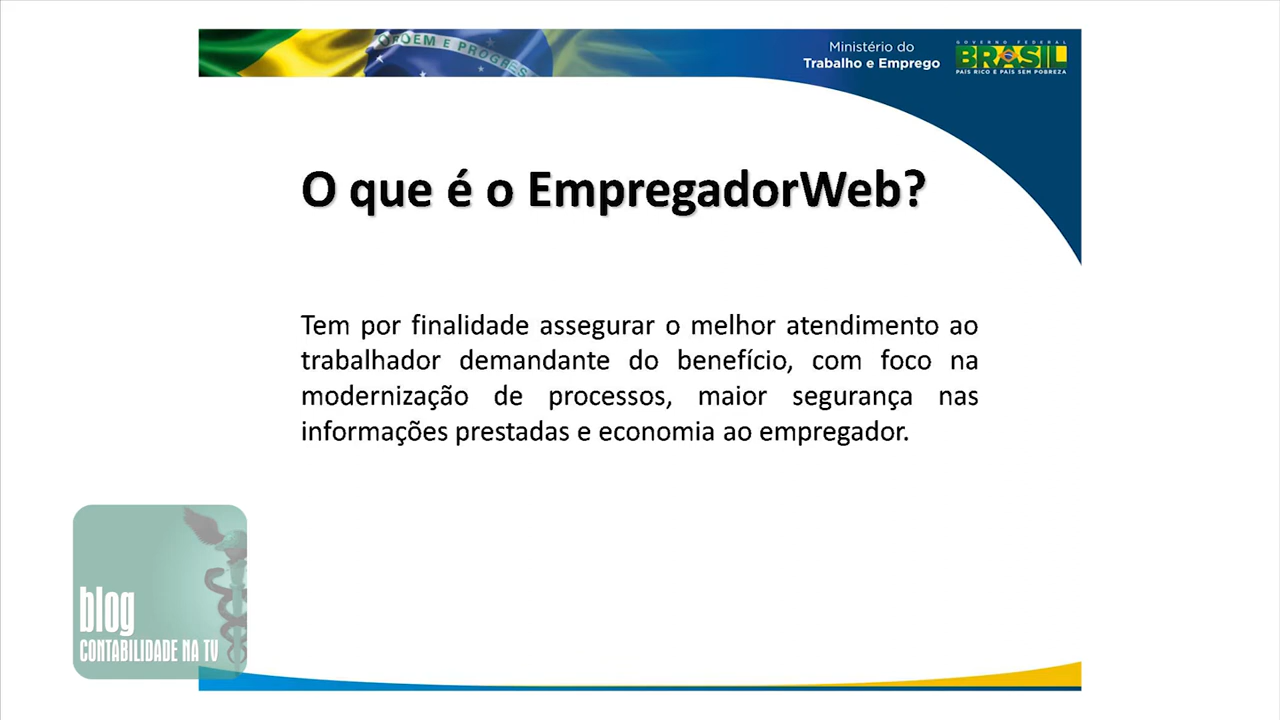 ORDEM E PROGRES
Ministério do
Trabalho e Emprego
GOVERNO FEDERAL
BRASIL
PAÍS RICO É PAÍS SEM POBREZA
O que é o EmpregadorWeb?
Tem por finalidade assegurar o melhor atendimento ao
trabalhador demandante do benefício, com foco na
modernização de processos, maior segurança nas
informações prestadas e economia ao empregador.
blog
CONTABILIDADE NA TV